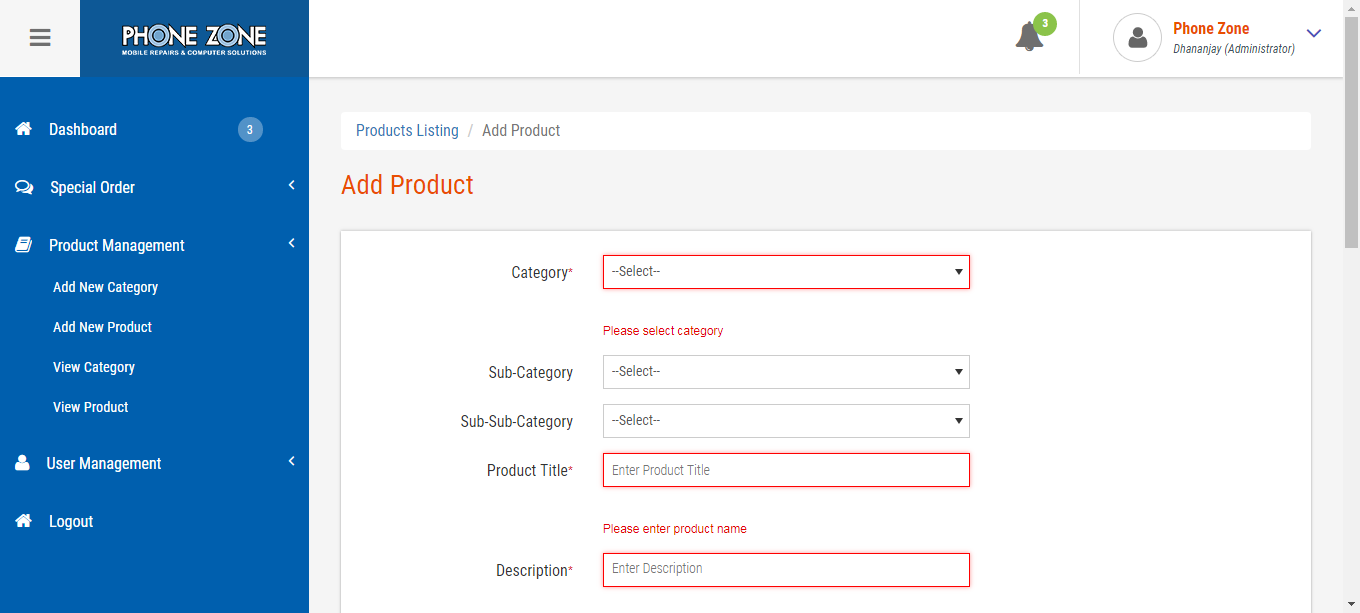 PHONE ZONE
MOBILE REPAIRS & COMPUTER SOLUTIONS
3
Phone Zone
Dhananjay (Administrator)
Dashboard 3
Special Order
Product Management
Add New Category
Add New Product
View Category
View Product
User Management
Logout
Products Listing / Add Product
Add Product
Category* --Select--
Please select category
Sub-Category --Select--
Sub-Sub-Category --Select--
Product Title* Enter Product Title
Please enter product name
Description* Enter Description